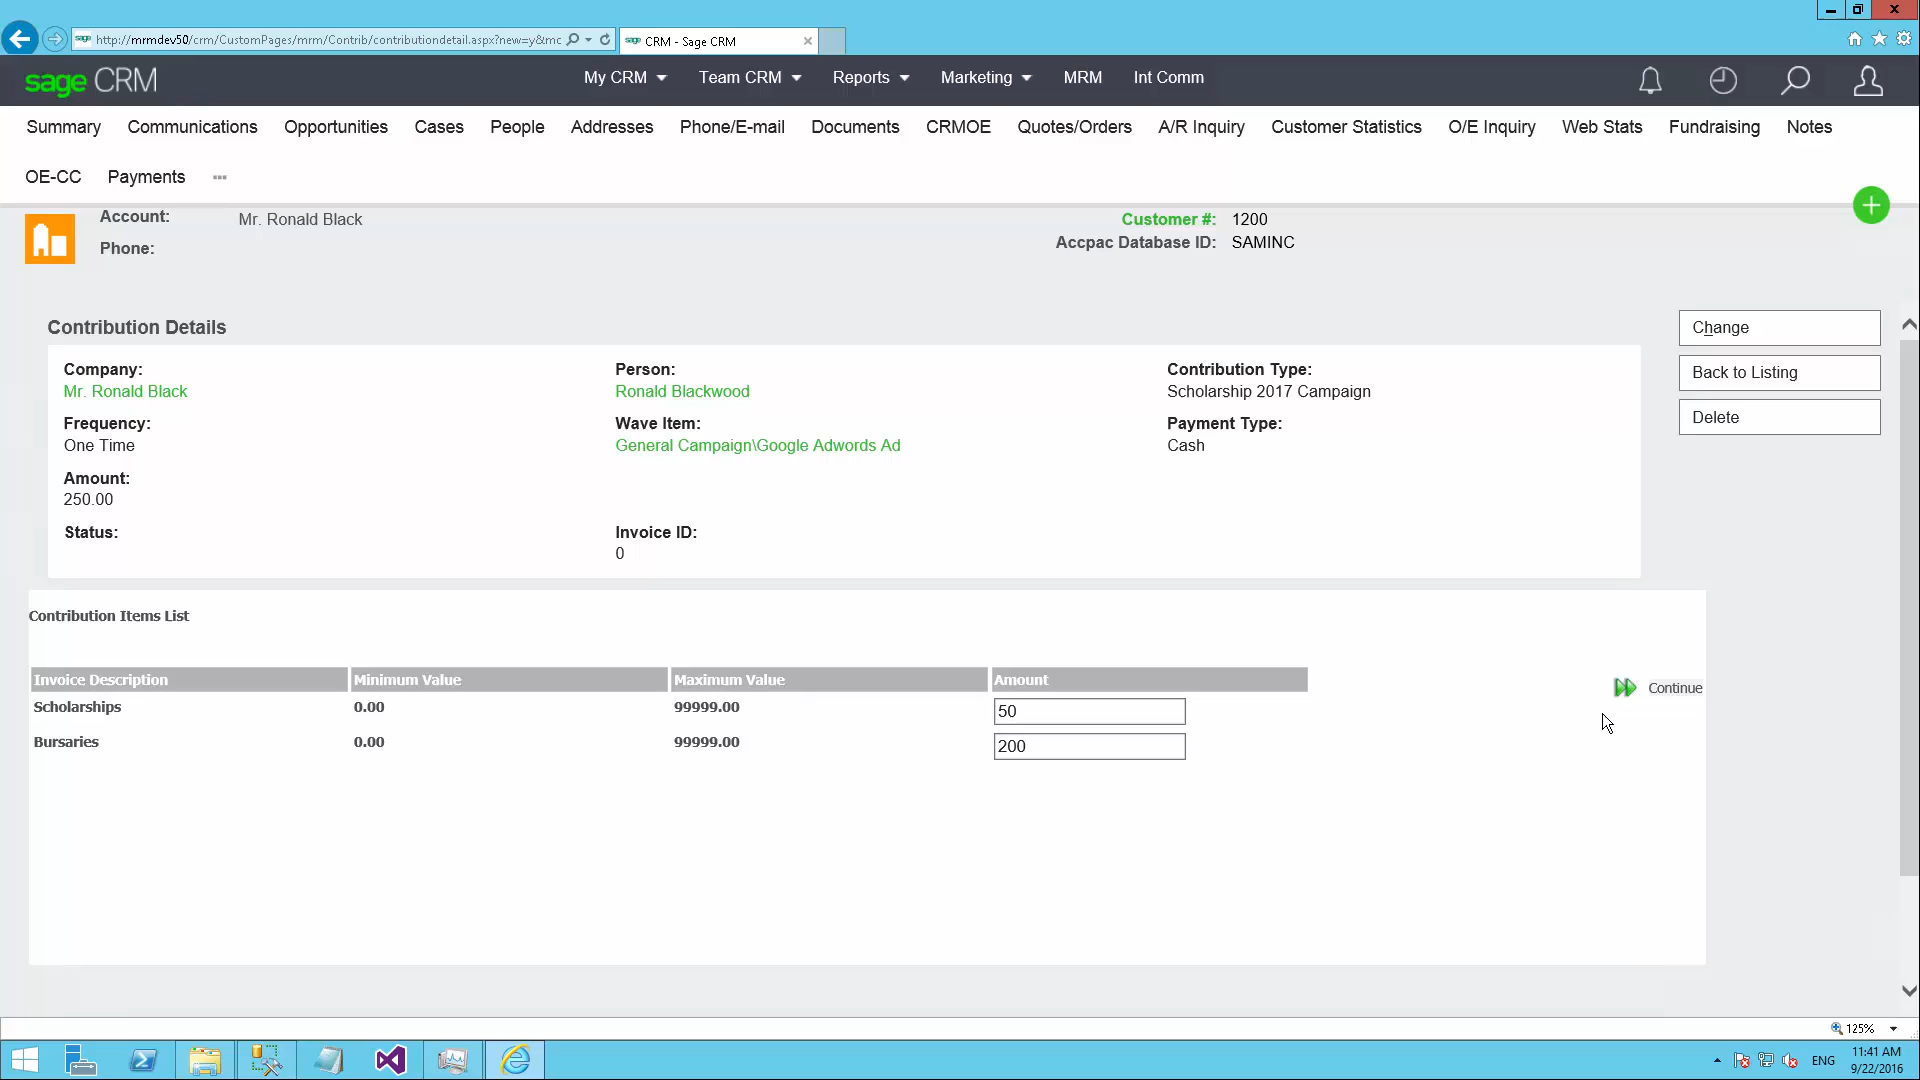 http://mrmdev50/crm/CustomPages/mrm/Contrib/contributiondetail.aspx?new=y&mc
CRM - Sage CRM
sage CRM
My CRM
Team CRM
Reports
Marketing
MRM
Int Comm
Summary
Communications
Opportunities
Cases
People
Addresses
Phone/E-mail
Documents
CRMOE
Quotes/Orders
A/R Inquiry
Customer Statistics
O/E Inquiry
Web Stats
Fundraising
Notes
OE-CC
Payments
Account: Mr. Ronald Black
Phone:
Customer #: 1200
Accpac Database ID: SAMINC
Contribution Details
Company:
Mr. Ronald Black
Person:
Ronald Blackwood
Contribution Type:
Scholarship 2017 Campaign
Frequency:
One Time
Wave Item:
General Campaign\Google Adwords Ad
Payment Type:
Cash
Amount:
250.00
Status:
Invoice ID:
0
Change
Back to Listing
Delete
Contribution Items List
Invoice Description Minimum Value Maximum Value Amount
Scholarships 0.00 99999.00 50
Bursaries 0.00 99999.00 200
Continue
125%
ENG
11:41 AM
9/22/2016